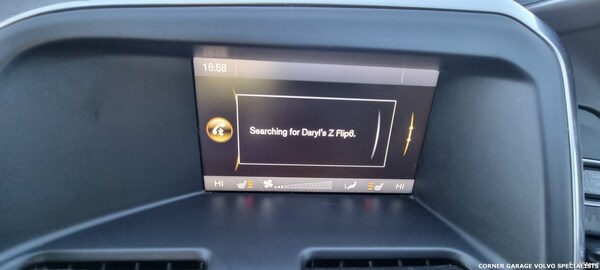 16:58
Searching for Daryl's Z Flip6.
HI HI
CORNER GARAGE VOLVO SPECIALISTS